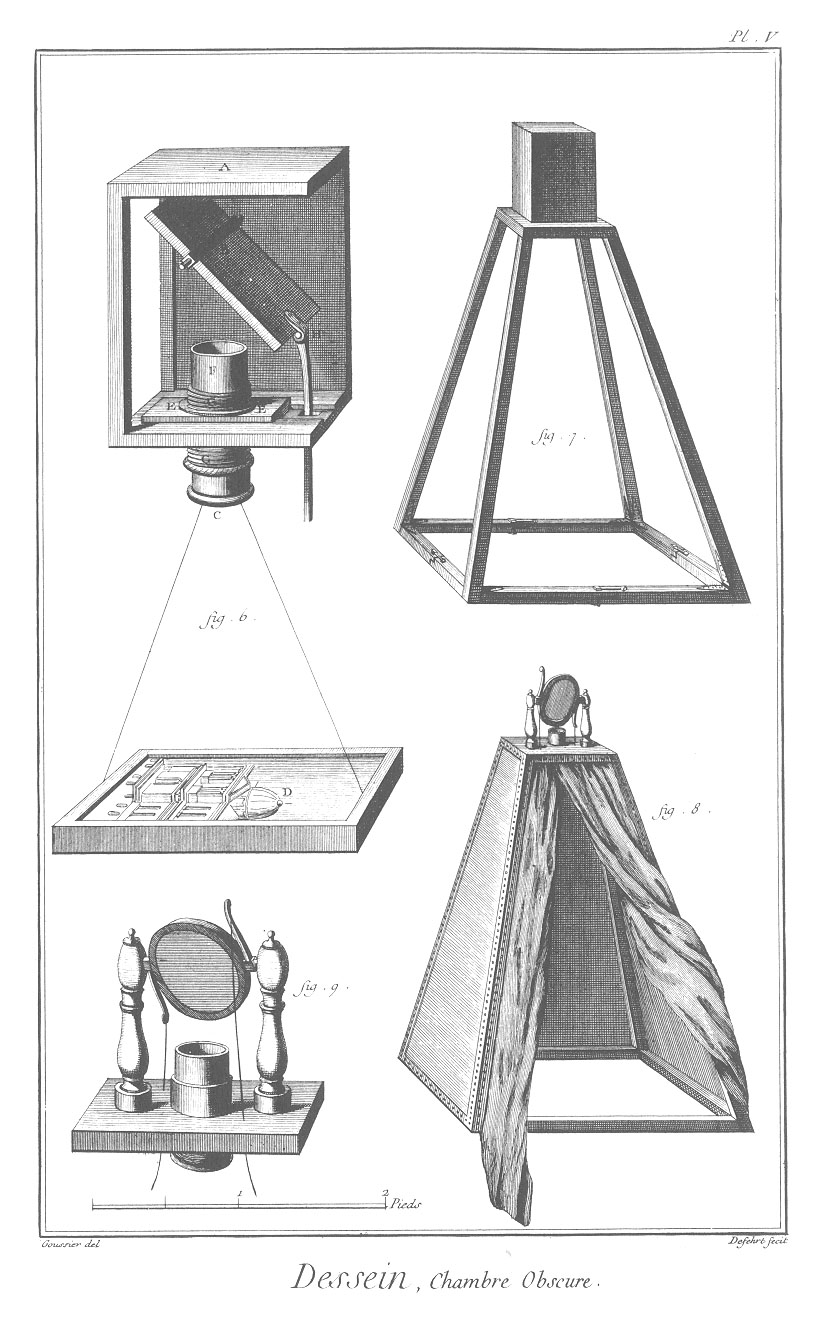 Pl. V
A
H
F
E E
fig. 7.
C
fig. 6.
D
fig. 8.
fig. 9.
1 2
Pieds
Goussier del
Defehrt fecit
Dessein, Chambre Obscure.